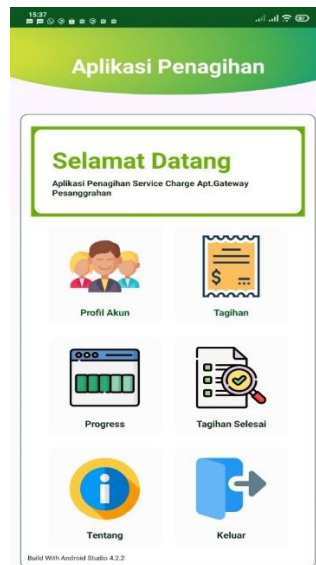 15:37
Aplikasi Penagihan
Selamat Datang
Aplikasi Penagihan Service Charge Apt.Gateway
Pesanggrahan
$
Profil Akun
Tagihan
Progress
Tagihan Selesai
i
Tentang
Keluar
Build With Android Studio 4.2.2